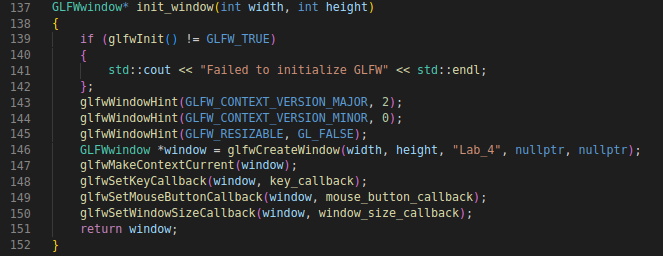 137 GLFWwindow* init_window(int width, int height)
138 {
139     if (glfwInit() != GLFW_TRUE)
140     {
141         std::cout << "Failed to initialize GLFW" << std::endl;
142     };
143     glfwWindowHint(GLFW_CONTEXT_VERSION_MAJOR, 2);
144     glfwWindowHint(GLFW_CONTEXT_VERSION_MINOR, 0);
145     glfwWindowHint(GLFW_RESIZABLE, GL_FALSE);
146     GLFWwindow *window = glfwCreateWindow(width, height, "Lab_4", nullptr, nullptr);
147     glfwMakeContextCurrent(window);
148     glfwSetKeyCallback(window, key_callback);
149     glfwSetMouseButtonCallback(window, mouse_button_callback);
150     glfwSetWindowSizeCallback(window, window_size_callback);
151     return window;
152 }